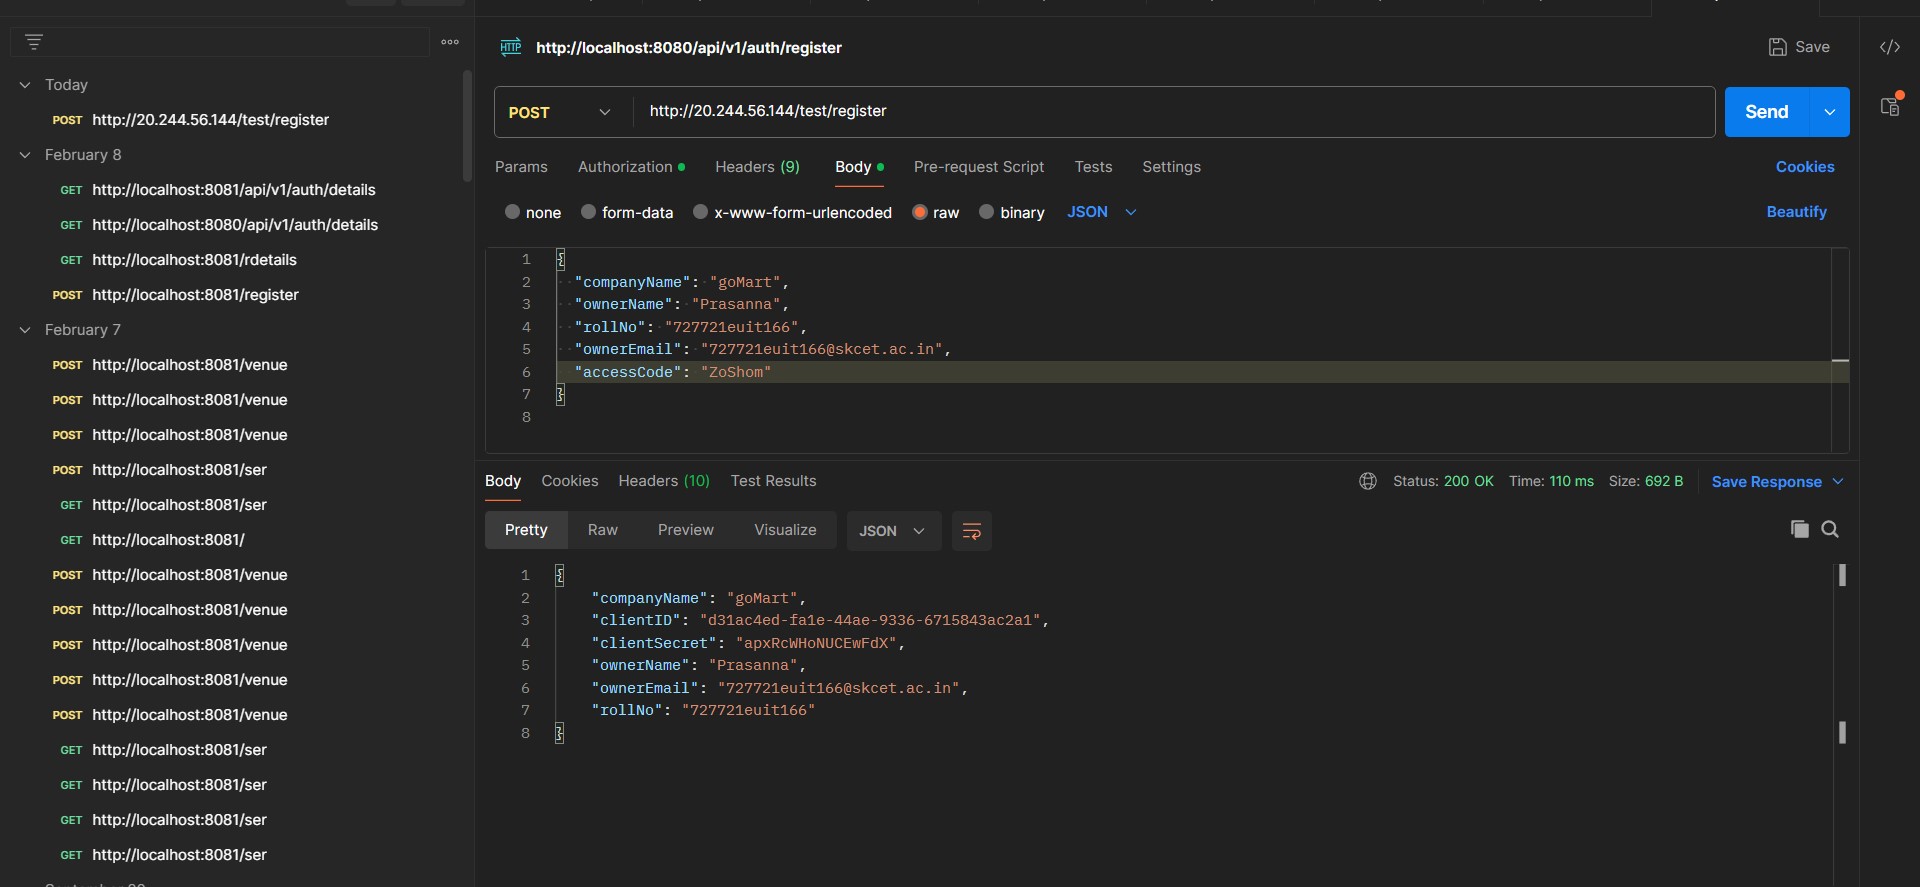 Today
POST http://20.244.56.144/test/register
February 8
GET http://localhost:8081/api/v1/auth/details
GET http://localhost:8080/api/v1/auth/details
GET http://localhost:8081/rdetails
POST http://localhost:8081/register
February 7
POST http://localhost:8081/venue
POST http://localhost:8081/venue
POST http://localhost:8081/venue
POST http://localhost:8081/ser
GET http://localhost:8081/ser
GET http://localhost:8081/
POST http://localhost:8081/venue
POST http://localhost:8081/venue
POST http://localhost:8081/venue
POST http://localhost:8081/venue
POST http://localhost:8081/venue
GET http://localhost:8081/ser
GET http://localhost:8081/ser
GET http://localhost:8081/ser
GET http://localhost:8081/ser
HTTP http://localhost:8080/api/v1/auth/register Save </>
POST http://20.244.56.144/test/register Send
Params Authorization Headers (9) Body Pre-request Script Tests Settings Cookies
none form-data x-www-form-urlencoded raw binary JSON Beautify
1 {
2 "companyName": "goMart",
3 "ownerName": "Prasanna",
4 "rollNo": "727721euit166",
5 "ownerEmail": "727721euit166@skcet.ac.in",
6 "accessCode": "ZoShom"
7 }
8
Body Cookies Headers (10) Test Results Status: 200 OK Time: 110 ms Size: 692 B Save Response
Pretty Raw Preview Visualize JSON
1 {
2 "companyName": "goMart",
3 "clientID": "d31ac4ed-fa1e-44ae-9336-6715843ac2a1",
4 "clientSecret": "apxRcWHoNUCEwFdX",
5 "ownerName": "Prasanna",
6 "ownerEmail": "727721euit166@skcet.ac.in",
7 "rollNo": "727721euit166"
8 }